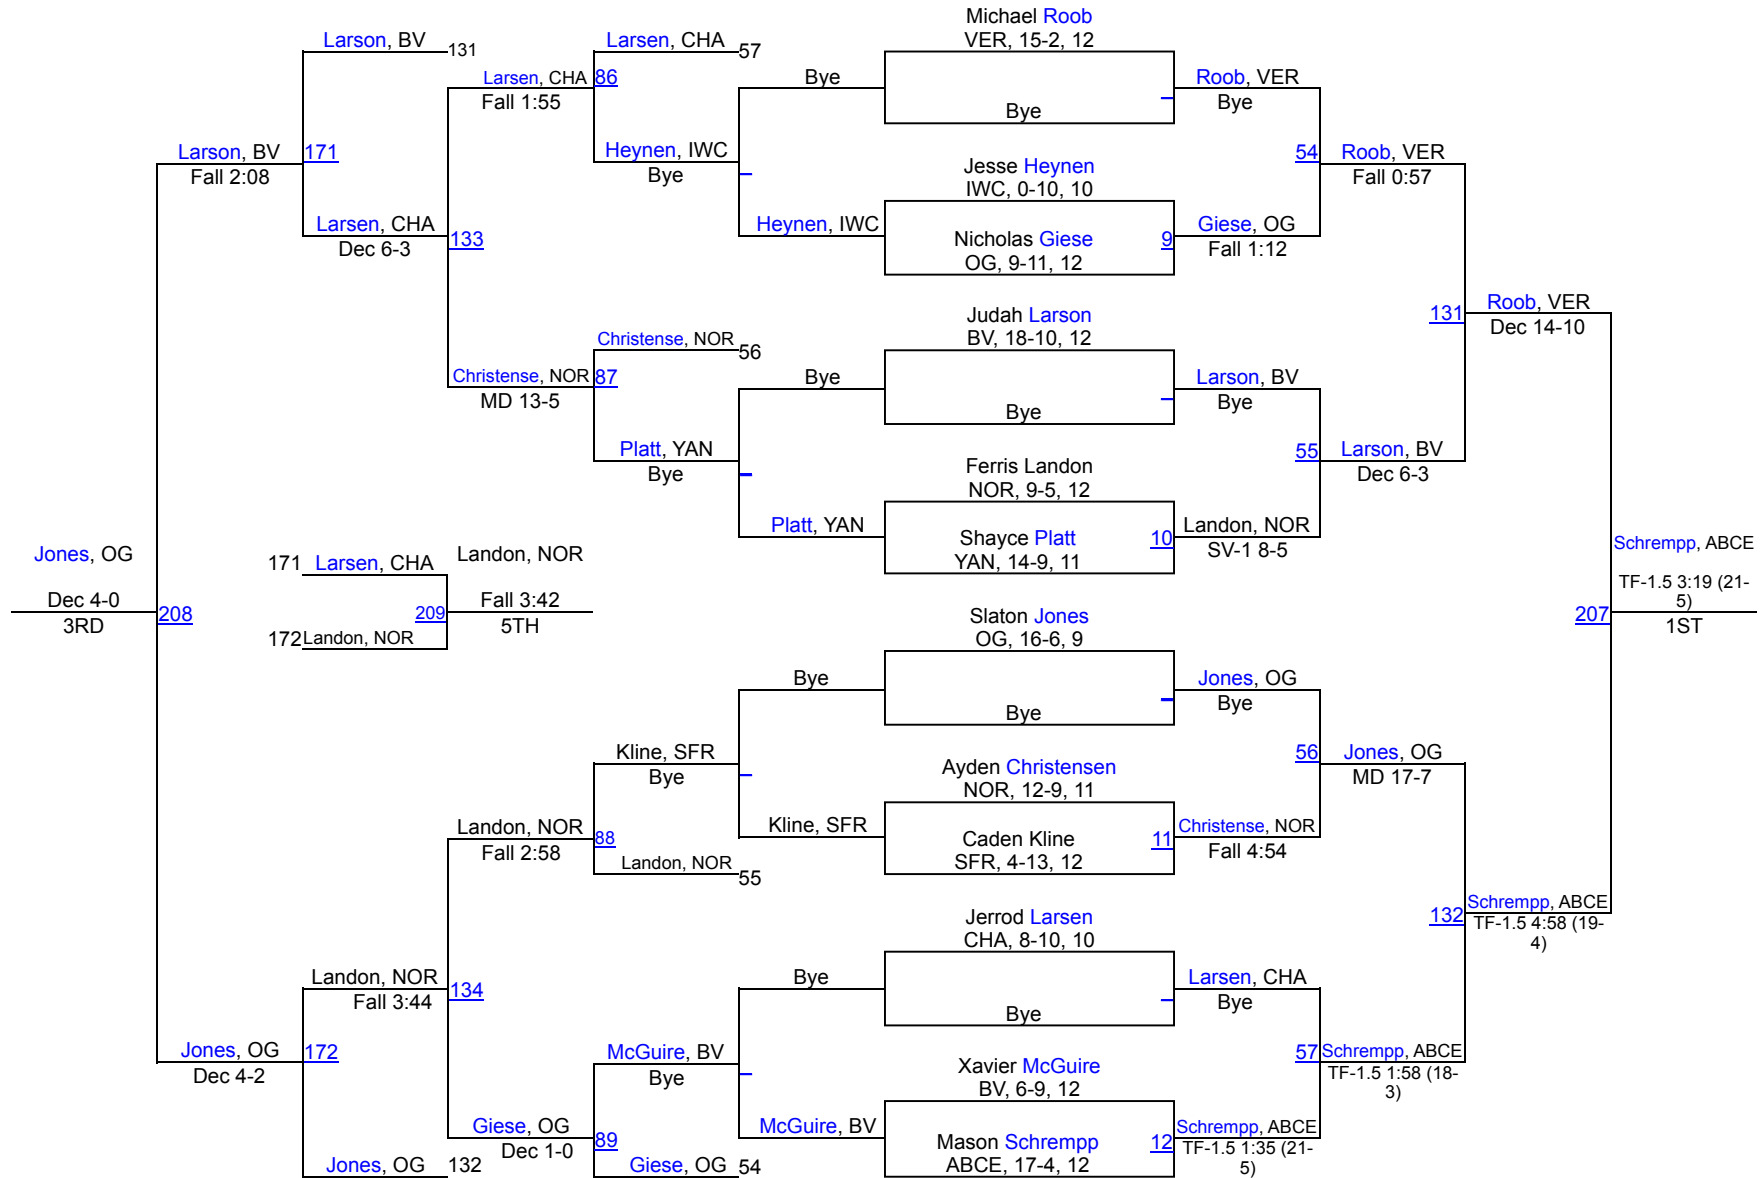 Michael Roob
VER, 15-2, 12
Larson, BV
131
Larsen, CHA
57
Larsen, CHA
86
Fall 1:55
Bye
Roob, VER
Bye
Bye
Larson, BV
171
Fall 2:08
Heynen, IWC
Bye
Jesse Heynen
IWC, 0-10, 10
54
Roob, VER
Fall 0:57
Larsen, CHA
133
Dec 6-3
Heynen, IWC
Nicholas Giese
OG, 9-11, 12
9
Giese, OG
Fall 1:12
Judah Larson
BV, 18-10, 12
131
Roob, VER
Dec 14-10
Christense, NOR
56
Christense, NOR
87
MD 13-5
Bye
Larson, BV
Bye
Bye
Platt, YAN
Bye
Ferris Landon
NOR, 9-5, 12
55
Larson, BV
Dec 6-3
Platt, YAN
Shayce Platt
YAN, 14-9, 11
10
Landon, NOR
SV-1 8-5
Jones, OG
171
Larsen, CHA
Landon, NOR
Schrempp, ABCE
TF-1.5 3:19 (21-
5)
Dec 4-0
3RD
208
209
Fall 3:42
5TH
172
Landon, NOR
Slaton Jones
OG, 16-6, 9
207
1ST
Bye
Jones, OG
Bye
Bye
Kline, SFR
Bye
Ayden Christensen
NOR, 12-9, 11
56
Jones, OG
MD 17-7
Landon, NOR
88
Fall 2:58
Kline, SFR
Caden Kline
SFR, 4-13, 12
11
Christense, NOR
Fall 4:54
Landon, NOR
55
Jerrod Larsen
CHA, 8-10, 10
132
Schrempp, ABCE
TF-1.5 4:58 (19-
4)
Landon, NOR
134
Fall 3:44
Bye
Larsen, CHA
Bye
Bye
Jones, OG
172
Dec 4-2
McGuire, BV
Bye
Xavier McGuire
BV, 6-9, 12
57
Schrempp, ABCE
TF-1.5 1:58 (18-
3)
Giese, OG
89
Dec 1-0
McGuire, BV
Mason Schrempp
ABCE, 17-4, 12
12
Schrempp, ABCE
TF-1.5 1:35 (21-
5)
Jones, OG
132
Giese, OG
54